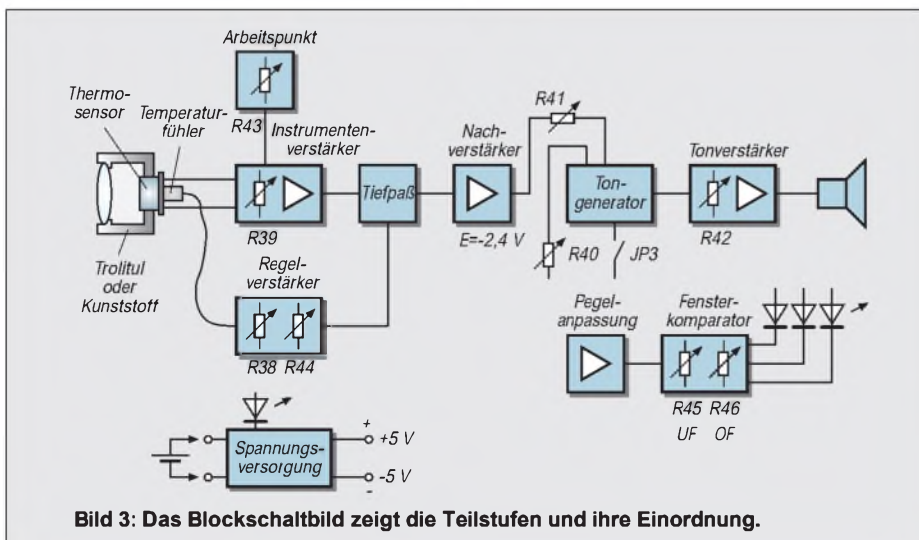 Arbeitspunkt
R43
Thermo-
sensor
Temperatur-
fühler
Instrumenten-
verstärker
R39
Trolitul
oder
Kunststoff
Tiefpaß
Regel-
verstärker
R38 R44
Nach-
verstärker
E=-2,4 V
R41
R40
Ton-
generator
JP3
Tonverstärker
R42
Pegel-
anpassung
Fenster-
komparator
R45 R46
UF OF
Spannungs-
versorgung
+
+5 V
-5 V
-
Bild 3: Das Blockschaltbild zeigt die Teilstufen und ihre Einordnung.